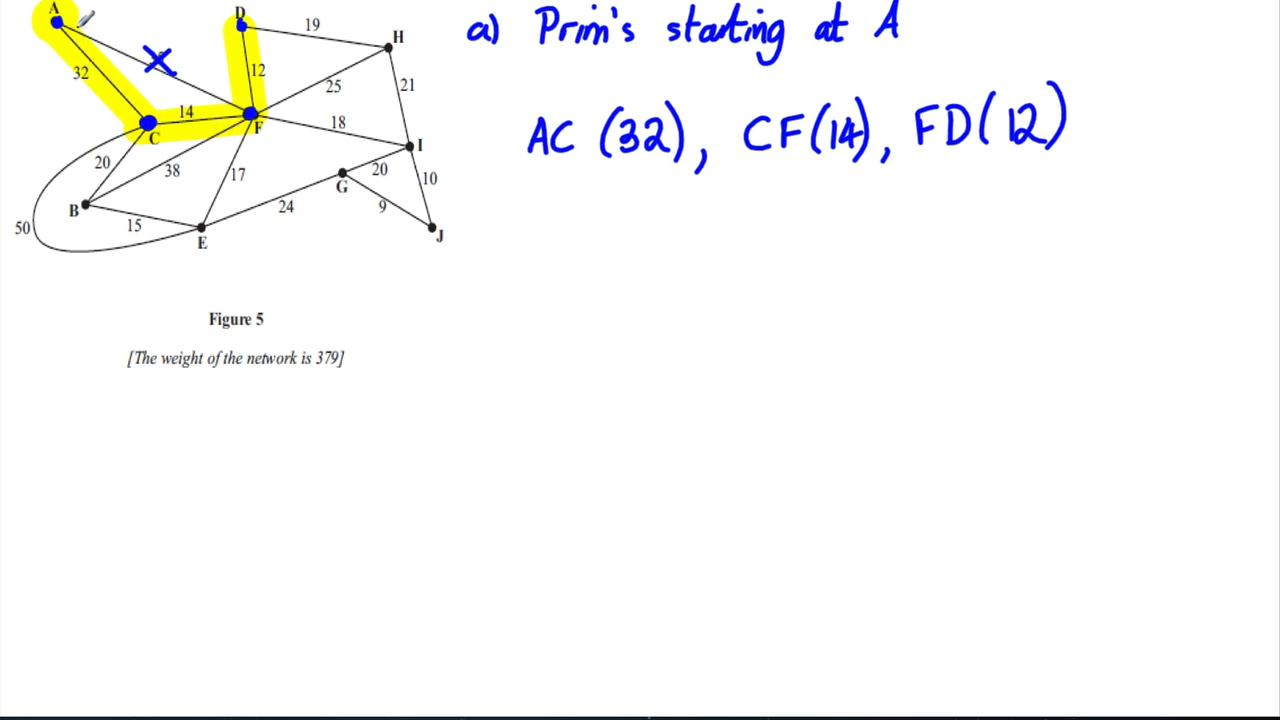 A
D
19
H
a) Prim's starting at A
32
12
25
21
14
C
F
18
I
AC (32), CF(14), FD(12)
20
38
17
20
G
10
B
15
24
9
50
E
J
Figure 5
[The weight of the network is 379]